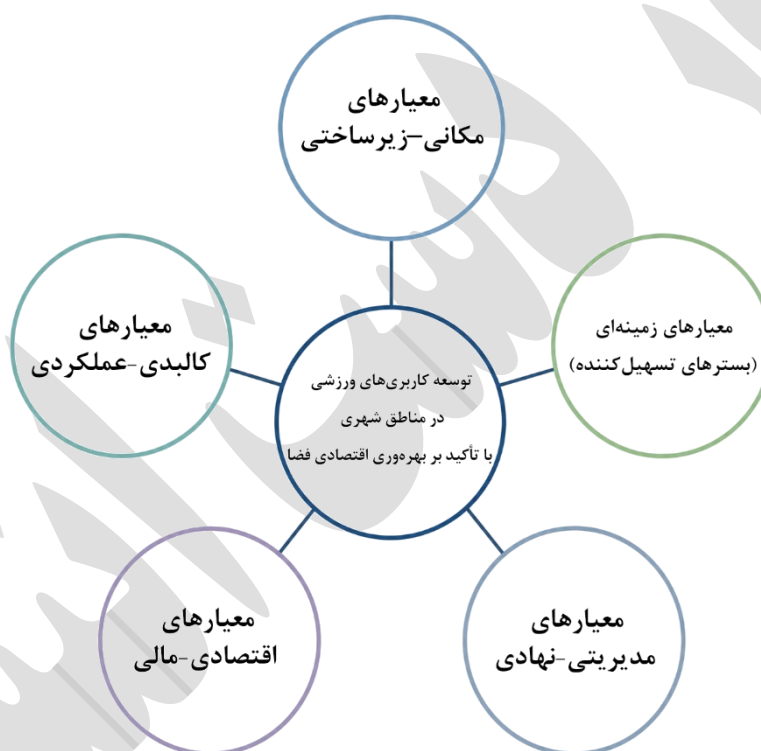 معیارهای
مکانی–زیرساختی
معیارهای زمینه‌ای
(بسترهای تسهیل‌کننده)
معیارهای
کالبدی-عملکردی
توسعه کاربری‌های ورزشی
در مناطق شهری
با تأکید بر بهره‌وری اقتصادی فضا
معیارهای
مدیریتی-نهادی
معیارهای
اقتصادی-مالی